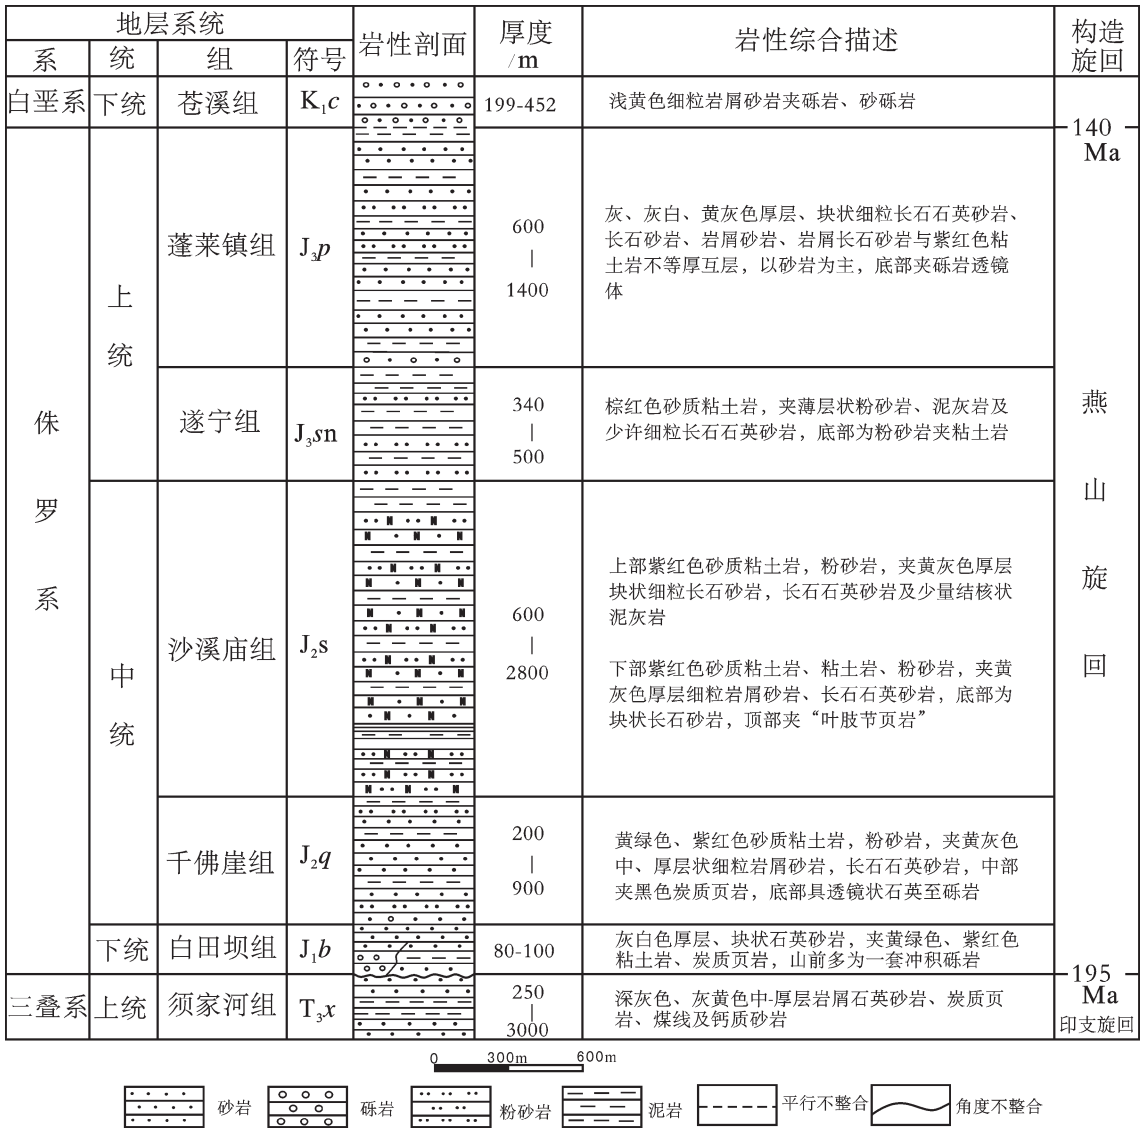 地层系统
岩性剖面
厚度
/m
岩性综合描述
构造
旋回
系
统
组
符号
白垩系
下统
苍溪组
K₁c
199-452
浅黄色细粒岩屑砂岩夹砾岩、砂砾岩
140
Ma
侏
罗
系
上
统
蓬莱镇组
J₃p
600
|
1400
灰、灰白、黄灰色厚层、块状细粒长石石英砂岩、
长石砂岩、岩屑砂岩、岩屑长石砂岩与紫红色粘
土岩不等厚互层，以砂岩为主，底部夹砾岩透镜
体
遂宁组
J₃sn
340
|
500
棕红色砂质粘土岩，夹薄层状粉砂岩、泥灰岩及
少许细粒长石石英砂岩，底部为粉砂岩夹粘土岩
燕
山
旋
回
中
统
沙溪庙组
J₂s
600
|
2800
上部紫红色砂质粘土岩，粉砂岩，夹黄灰色厚层
块状细粒长石砂岩，长石石英砂岩及少量结核状
泥灰岩
下部紫红色砂质粘土岩、粘土岩、粉砂岩，夹黄
灰色厚层细粒岩屑砂岩、长石石英砂岩，底部为
块状长石砂岩，顶部夹“叶肢节页岩”
千佛崖组
J₂q
200
|
900
黄绿色、紫红色砂质粘土岩，粉砂岩，夹黄灰色
中、厚层状细粒岩屑砂岩，长石石英砂岩，中部
夹黑色炭质页岩，底部具透镜状石英至砾岩
下统
白田坝组
J₁b
80-100
灰白色厚层、块状石英砂岩，夹黄绿色、紫红色
粘土岩、炭质页岩，山前多为一套冲积砾岩
195
Ma
三叠系
上统
须家河组
T₃x
250
|
3000
深灰色、灰黄色中-厚层岩屑石英砂岩、炭质页
岩、煤线及钙质砂岩
印支旋回
0 300m 600m
砂岩
砾岩
粉砂岩
泥岩
平行不整合
角度不整合